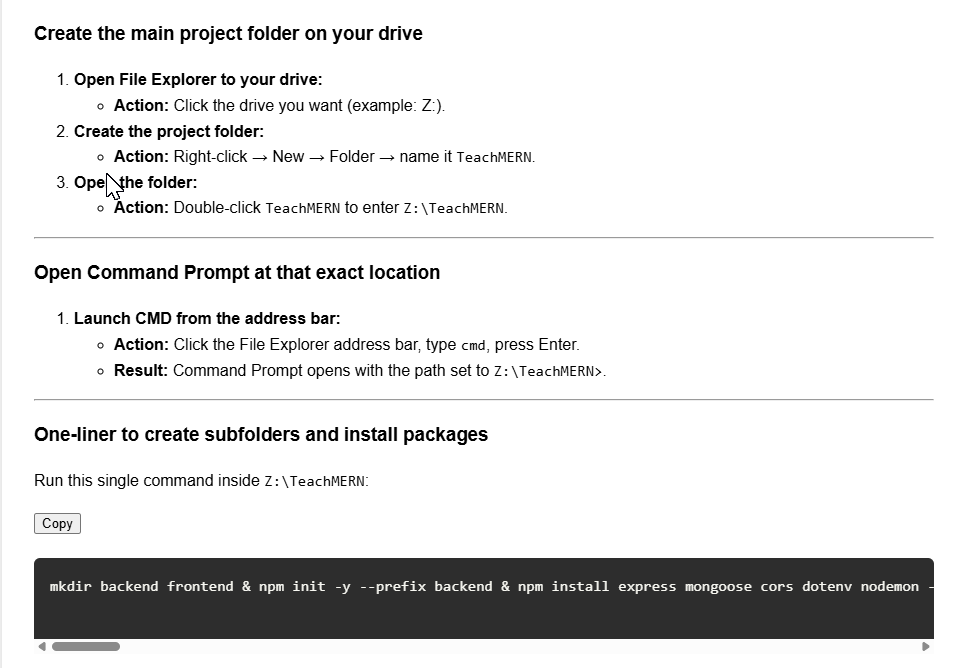 Create the main project folder on your drive
1. Open File Explorer to your drive:
Action: Click the drive you want (example: Z:).
2. Create the project folder:
Action: Right-click → New → Folder → name it TeachMERN.
3. Open the folder:
Action: Double-click TeachMERN to enter Z:\TeachMERN.
Open Command Prompt at that exact location
1. Launch CMD from the address bar:
Action: Click the File Explorer address bar, type cmd, press Enter.
Result: Command Prompt opens with the path set to Z:\TeachMERN>.
One-liner to create subfolders and install packages
Run this single command inside Z:\TeachMERN:
Copy
mkdir backend frontend & npm init -y --prefix backend & npm install express mongoose cors dotenv nodemon -